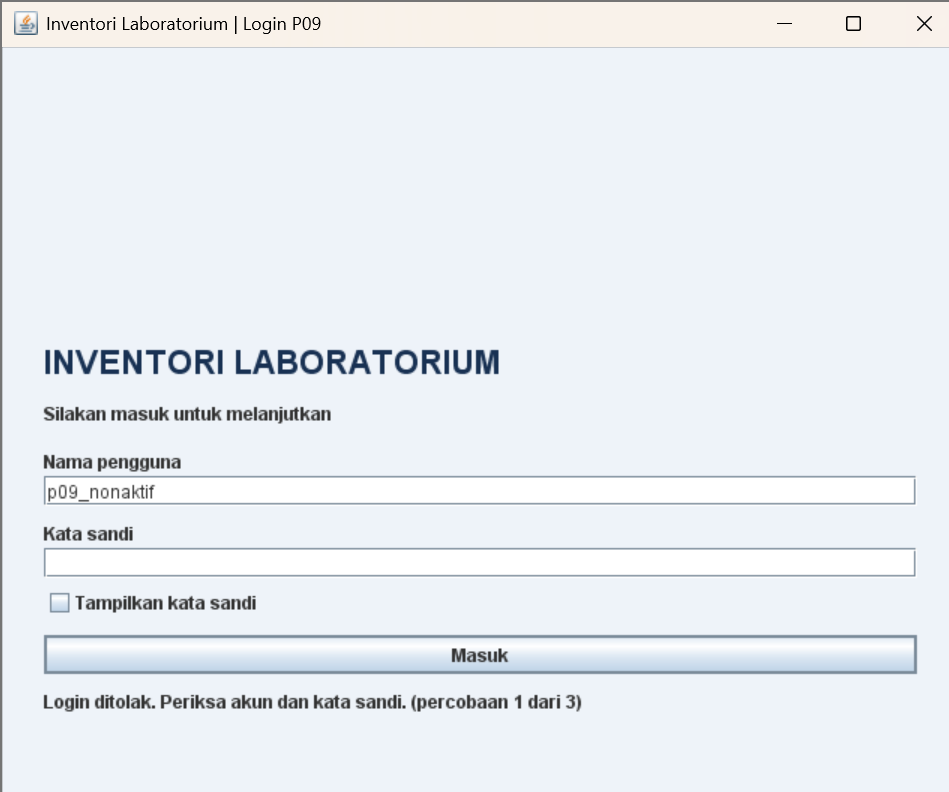 Inventori Laboratorium | Login P09
INVENTORI LABORATORIUM
Silakan masuk untuk melanjutkan
Nama pengguna
p09_nonaktif
Kata sandi
Tampilkan kata sandi
Masuk
Login ditolak. Periksa akun dan kata sandi. (percobaan 1 dari 3)